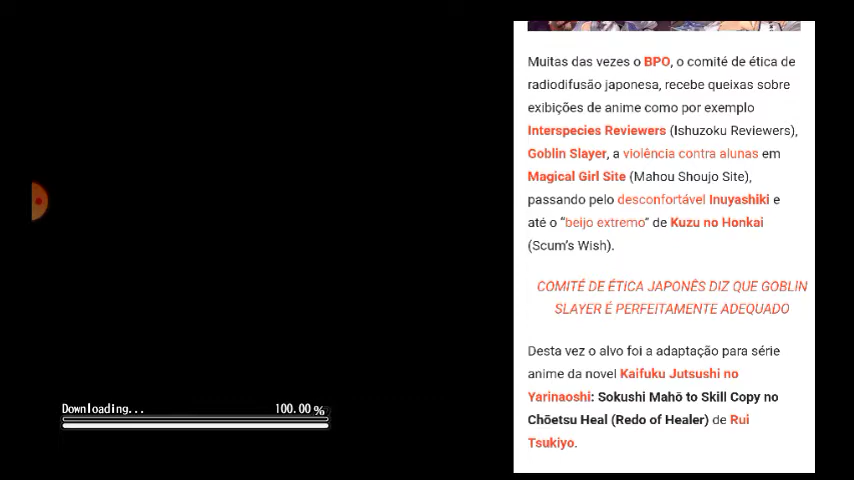 Muitas das vezes o BPO, o comité de ética de
radiodifusão japonesa, recebe queixas sobre
exibições de anime como por exemplo
Interspecies Reviewers (Ishuzoku Reviewers),
Goblin Slayer, a violência contra alunas em
Magical Girl Site (Mahou Shoujo Site),
passando pelo desconfortável Inuyashiki e
até o “beijo extremo” de Kuzu no Honkai
(Scum’s Wish).
COMITÉ DE ÉTICA JAPONÊS DIZ QUE GOBLIN
SLAYER É PERFEITAMENTE ADEQUADO
Desta vez o alvo foi a adaptação para série
anime da novel Kaifuku Jutsushi no
Yarinaoshi: Sokushi Mahō to Skill Copy no
Chōetsu Heal (Redo of Healer) de Rui
Tsukiyo.
Downloading... 100.00 %